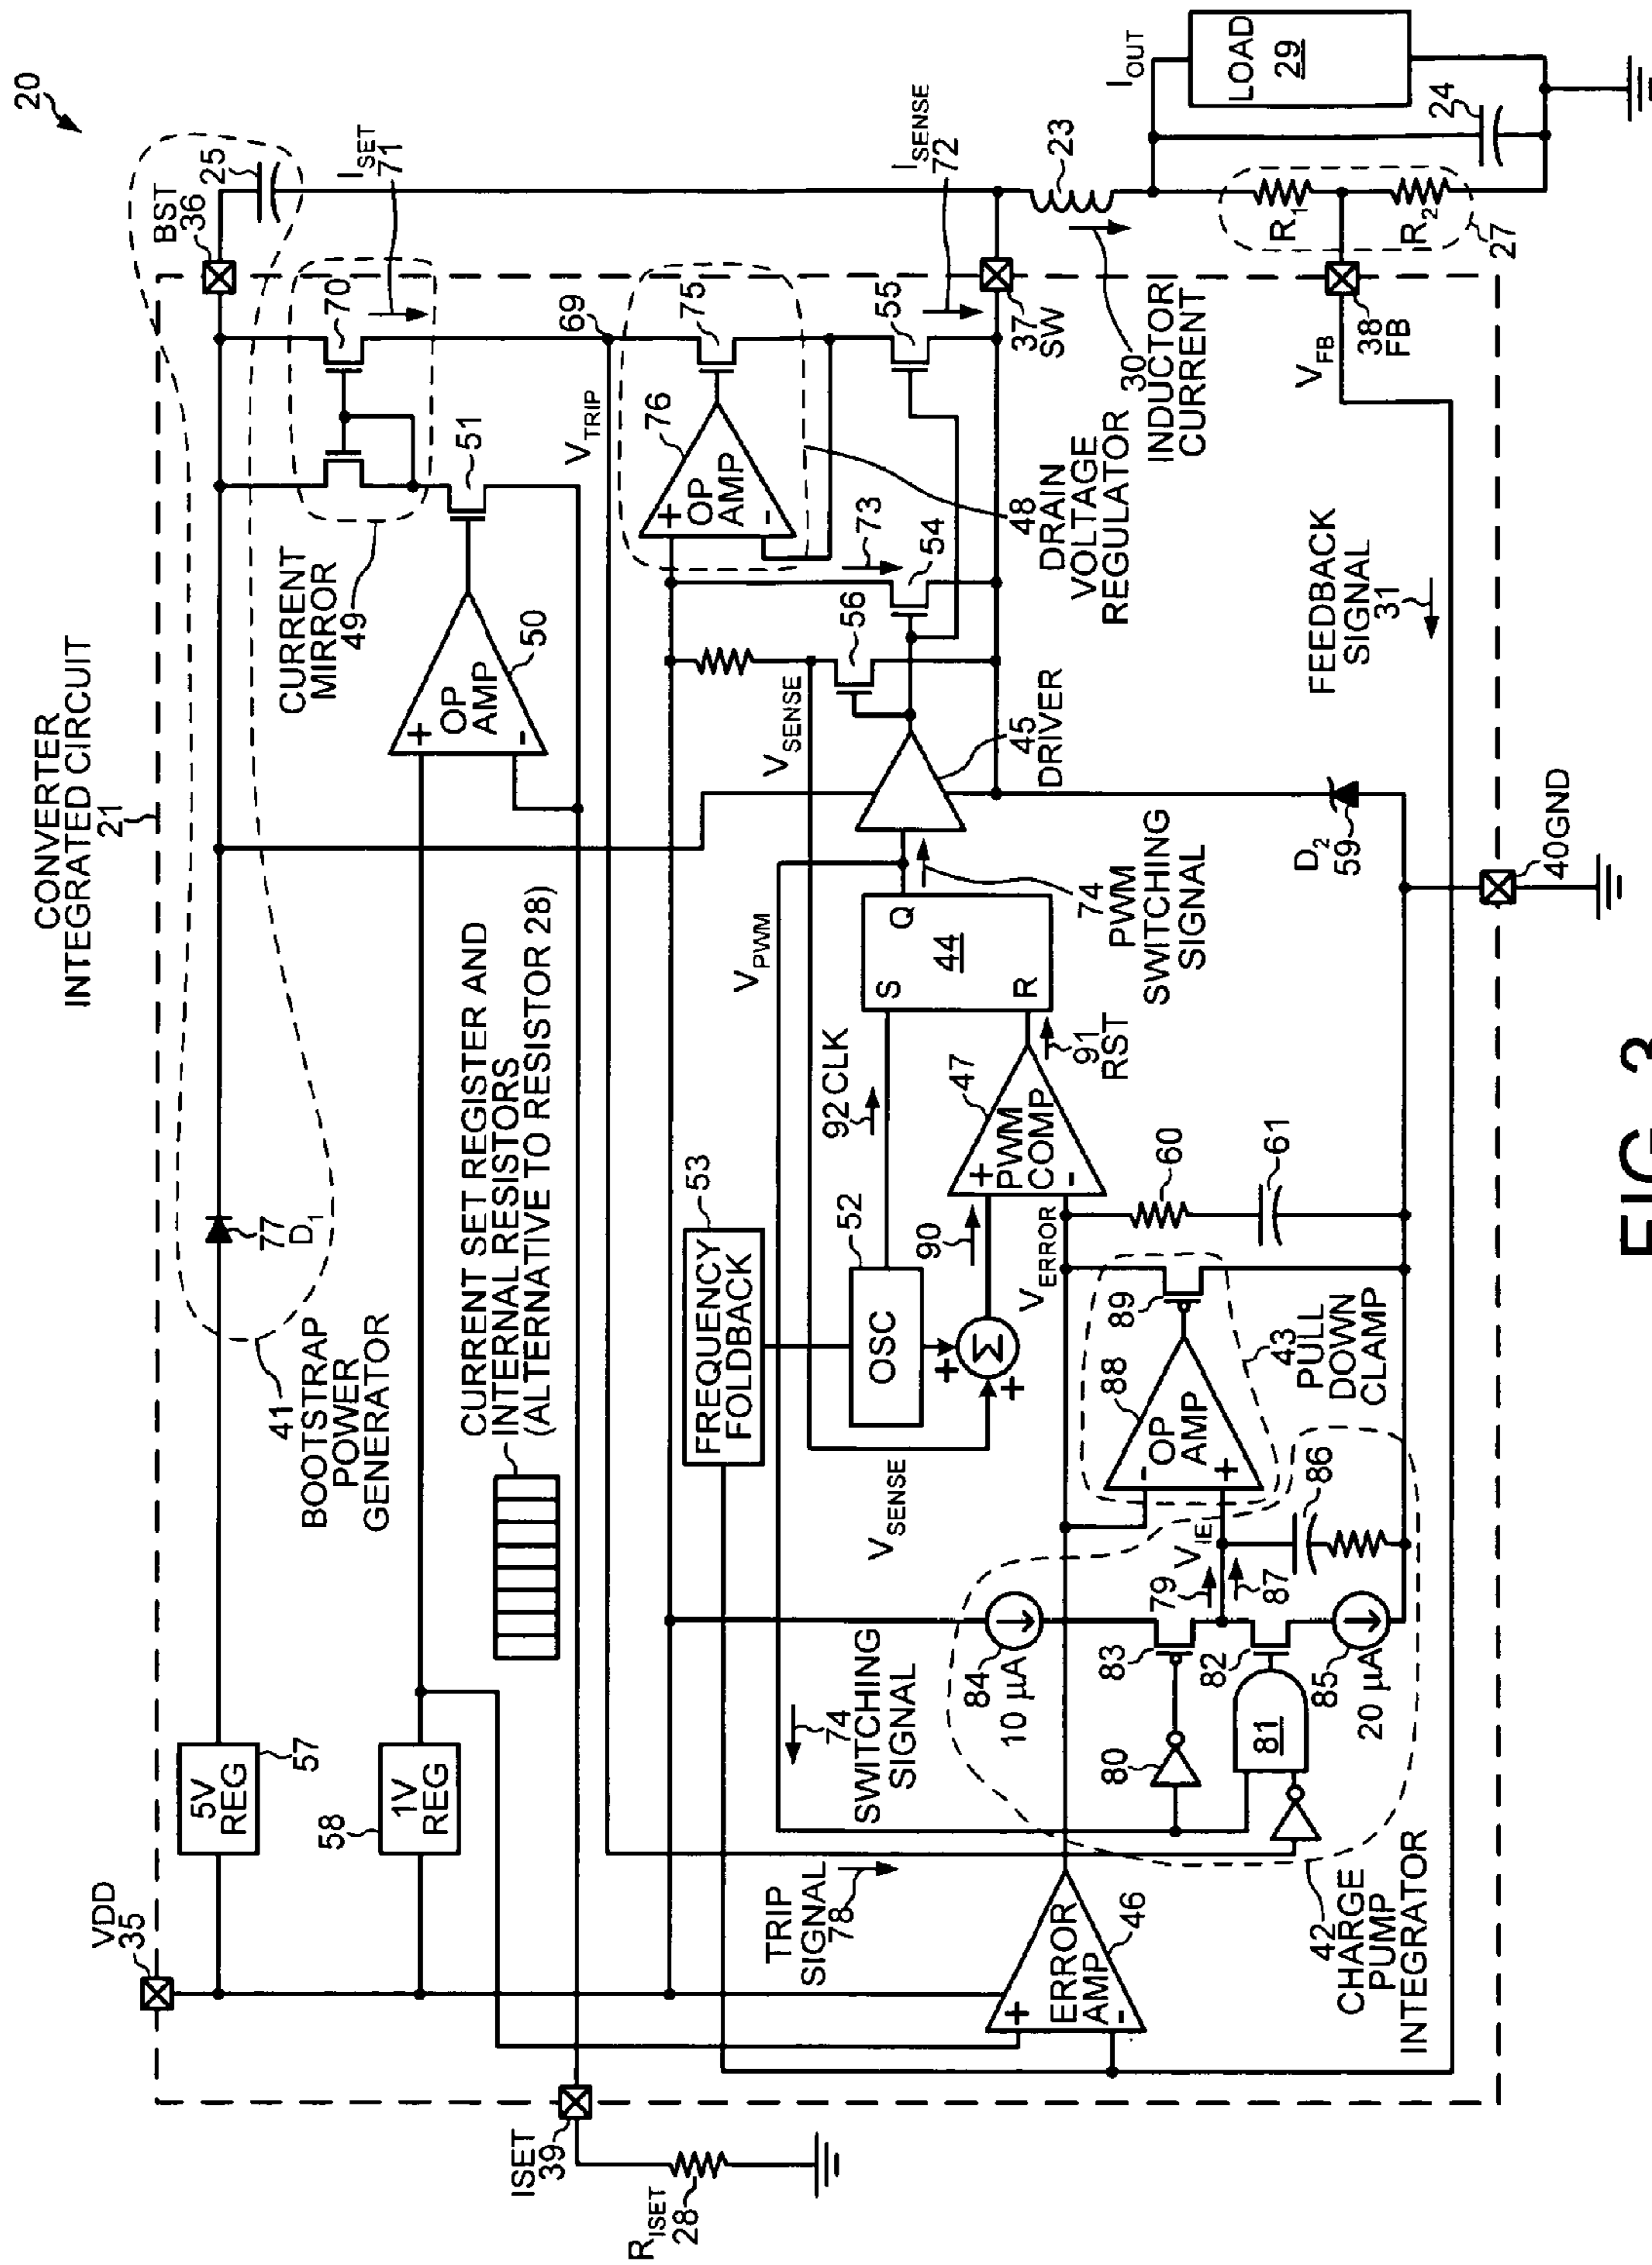 20
CONVERTER
INTEGRATED CIRCUIT
21
VDD
35
5V
REG
57
1V
REG
58
41
BOOTSTRAP
POWER
GENERATOR
77
D1
BST
36
25
CURRENT
MIRROR
49
70
ISET
71
OP
AMP
50
51
CURRENT SET REGISTER AND
INTERNAL RESISTORS
(ALTERNATIVE TO RESISTOR 28)
ISET
39
RISET
28
VTRIP
69
OP
AMP
76
75
48
DRAIN
VOLTAGE
REGULATOR
55
ISENSE
72
37
SW
73
54
56
VSENSE
45
DRIVER
VPWM
FREQUENCY
FOLDBACK
53
OSC
52
92 CLK
S
Q
R
44
74
PWM
SWITCHING
SIGNAL
PWM
COMP
47
+
-
91
RST
90
Σ
+
+
VSENSE
VERROR
60
61
D2
59
40 GND
TRIP
SIGNAL
78
74
SWITCHING
SIGNAL
ERROR
AMP
46
+
-
84
10 µA
83
82
80
81
85
20 µA
79
VIE
87
86
OP
AMP
88
89
43
PULL
DOWN
CLAMP
42
CHARGE
PUMP
INTEGRATOR
FEEDBACK
SIGNAL
31
VFB
38
FB
30
INDUCTOR
CURRENT
23
R1
R2
27
24
IOUT
LOAD
29
FIG. 3